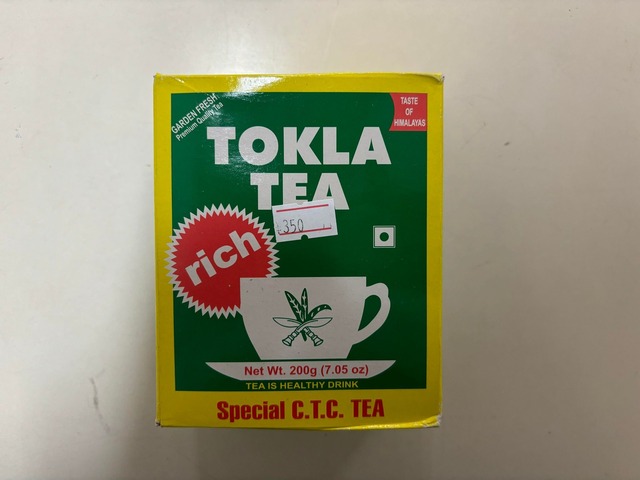 GARDEN FRESH
Premium Quality Tea
TASTE
OF
HIMALAYAS
TOKLA
TEA
350
rich
Net Wt. 200g (7.05 oz)
TEA IS HEALTHY DRINK
Special C.T.C. TEA